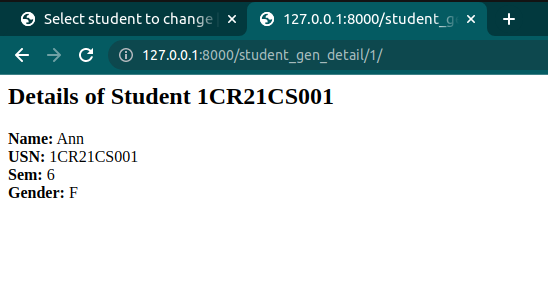 Select student to change
127.0.0.1:8000/student_g
127.0.0.1:8000/student_gen_detail/1/
Details of Student 1CR21CS001
Name: Ann
USN: 1CR21CS001
Sem: 6
Gender: F